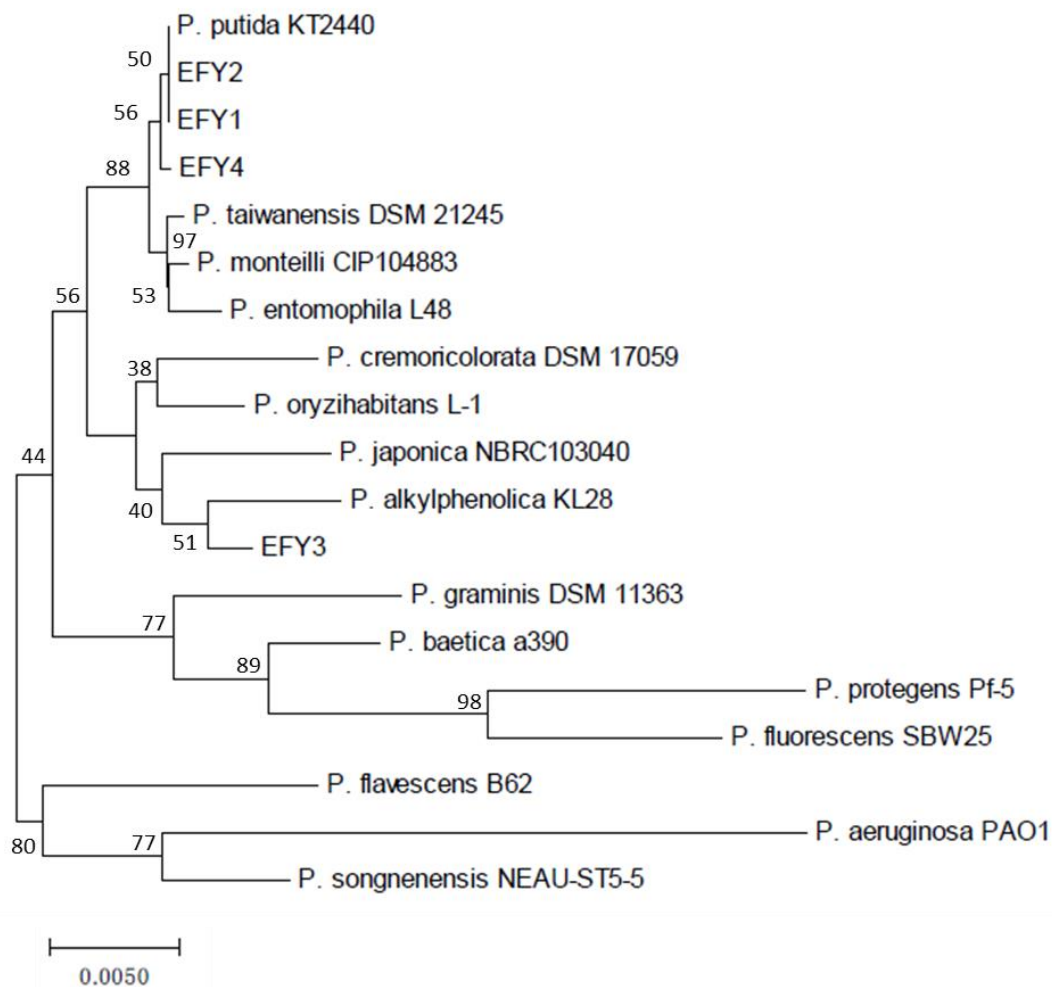 P. putida KT2440
50
EFY2
56
EFY1
88
EFY4
P. taiwanensis DSM 21245
97
P. monteilli CIP104883
56
53
P. entomophila L48
P. cremoricolorata DSM 17059
38
P. oryzihabitans L-1
44
P. japonica NBRC103040
P. alkylphenolica KL28
40
51
EFY3
P. graminis DSM 11363
77
P. baetica a390
89
P. protegens Pf-5
98
P. fluorescens SBW25
P. flavescens B62
P. aeruginosa PAO1
80
77
P. songnenensis NEAU-ST5-5
0.0050